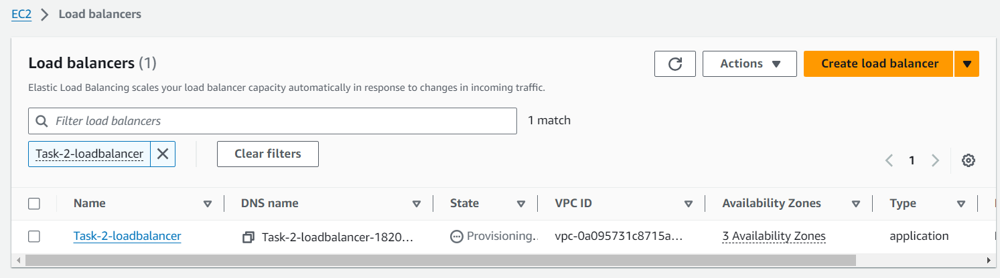 EC2 > Load balancers
Load balancers (1)
Actions
Create load balancer
Elastic Load Balancing scales your load balancer capacity automatically in response to changes in incoming traffic.
Filter load balancers
1 match
Task-2-loadbalancer
Clear filters
1
Name DNS name State VPC ID Availability Zones Type
Task-2-loadbalancer Task-2-loadbalancer-1820... Provisioning.. vpc-0a095731c8715a... 3 Availability Zones application